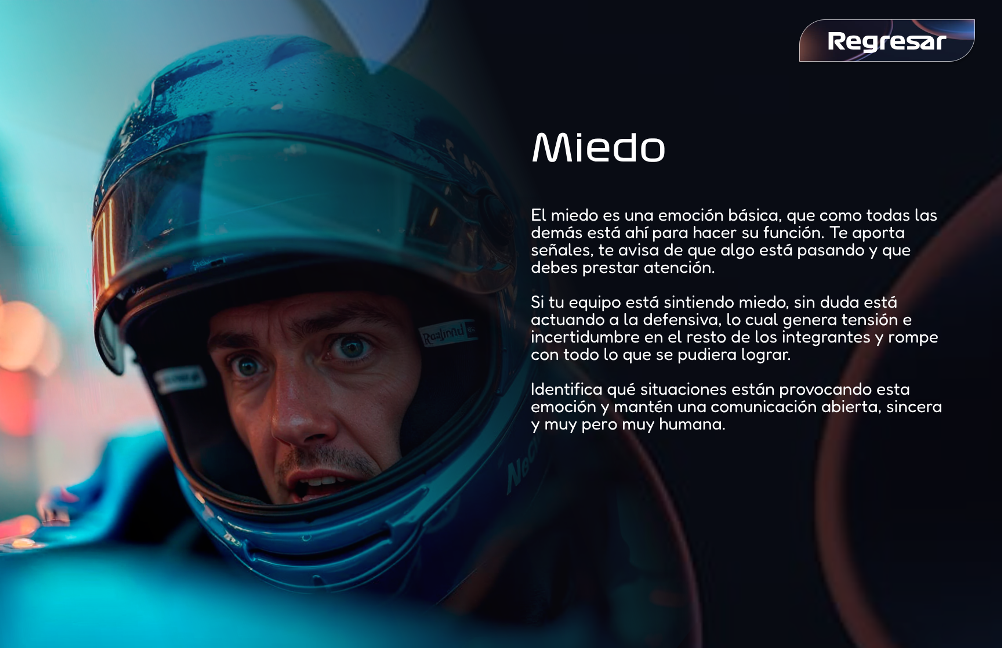 Regresar
Miedo
El miedo es una emoción básica, que como todas las
demás está ahí para hacer su función. Te aporta
señales, te avisa de que algo está pasando y que
debes prestar atención.
Si tu equipo está sintiendo miedo, sin duda está
actuando a la defensiva, lo cual genera tensión e
incertidumbre en el resto de los integrantes y rompe
con todo lo que se pudiera lograr.
Identifica qué situaciones están provocando esta
emoción y mantén una comunicación abierta, sincera
y muy pero muy humana.